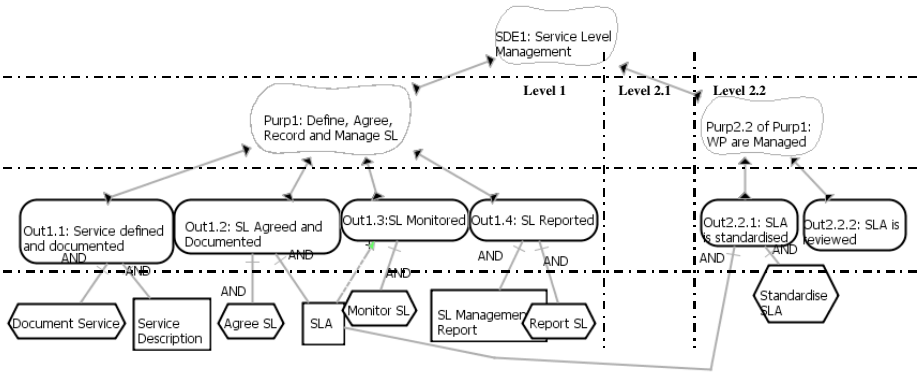 SDE1: Service Level
Management
Level 1
Level 2.1
Level 2.2
Purp1: Define, Agree,
Record and Manage SL
Purp2.2 of Purp1:
WP are Managed
Out1.1: Service defined
and documented
Out1.2: SL Agreed and
Documented
Out1.3:SL Monitored
Out1.4: SL Reported
Out2.2.1: SLA
is standardised
Out2.2.2: SLA is
reviewed
AND
AND
AND
AND
AND
AND
AND
AND
AND
Document Service
Service
Description
Agree SL
SLA
Monitor SL
SL Management
Report
Report SL
Standardise
SLA